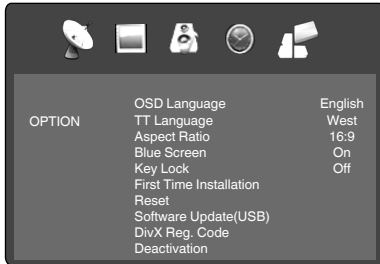 OPTION
OSD Language English
TT Language West
Aspect Ratio 16:9
Blue Screen On
Key Lock Off
First Time Installation
Reset
Software Update(USB)
DivX Reg. Code
Deactivation